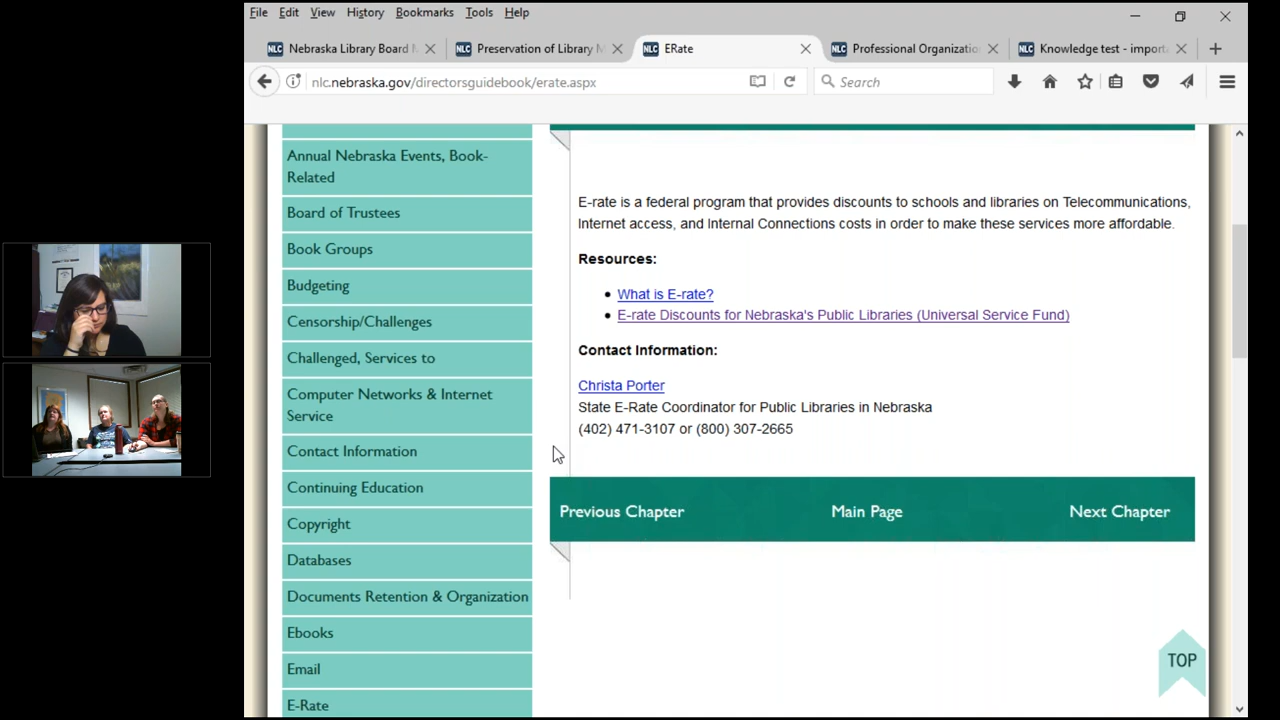 File Edit View History Bookmarks Tools Help
NLC Nebraska Library Board M
NLC Preservation of Library M
NLC ERate
NLC Professional Organizatio
NLC Knowledge test - import
nlc.nebraska.gov/directorsguidebook/erate.aspx
Search
Annual Nebraska Events, Book-
Related
Board of Trustees
Book Groups
Budgeting
Censorship/Challenges
Challenged, Services to
Computer Networks & Internet
Service
Contact Information
Continuing Education
Copyright
Databases
Documents Retention & Organization
Ebooks
Email
E-Rate
E-rate is a federal program that provides discounts to schools and libraries on Telecommunications,
Internet access, and Internal Connections costs in order to make these services more affordable.
Resources:
What is E-rate?
E-rate Discounts for Nebraska's Public Libraries (Universal Service Fund)
Contact Information:
Christa Porter
State E-Rate Coordinator for Public Libraries in Nebraska
(402) 471-3107 or (800) 307-2665
Previous Chapter Main Page Next Chapter
TOP